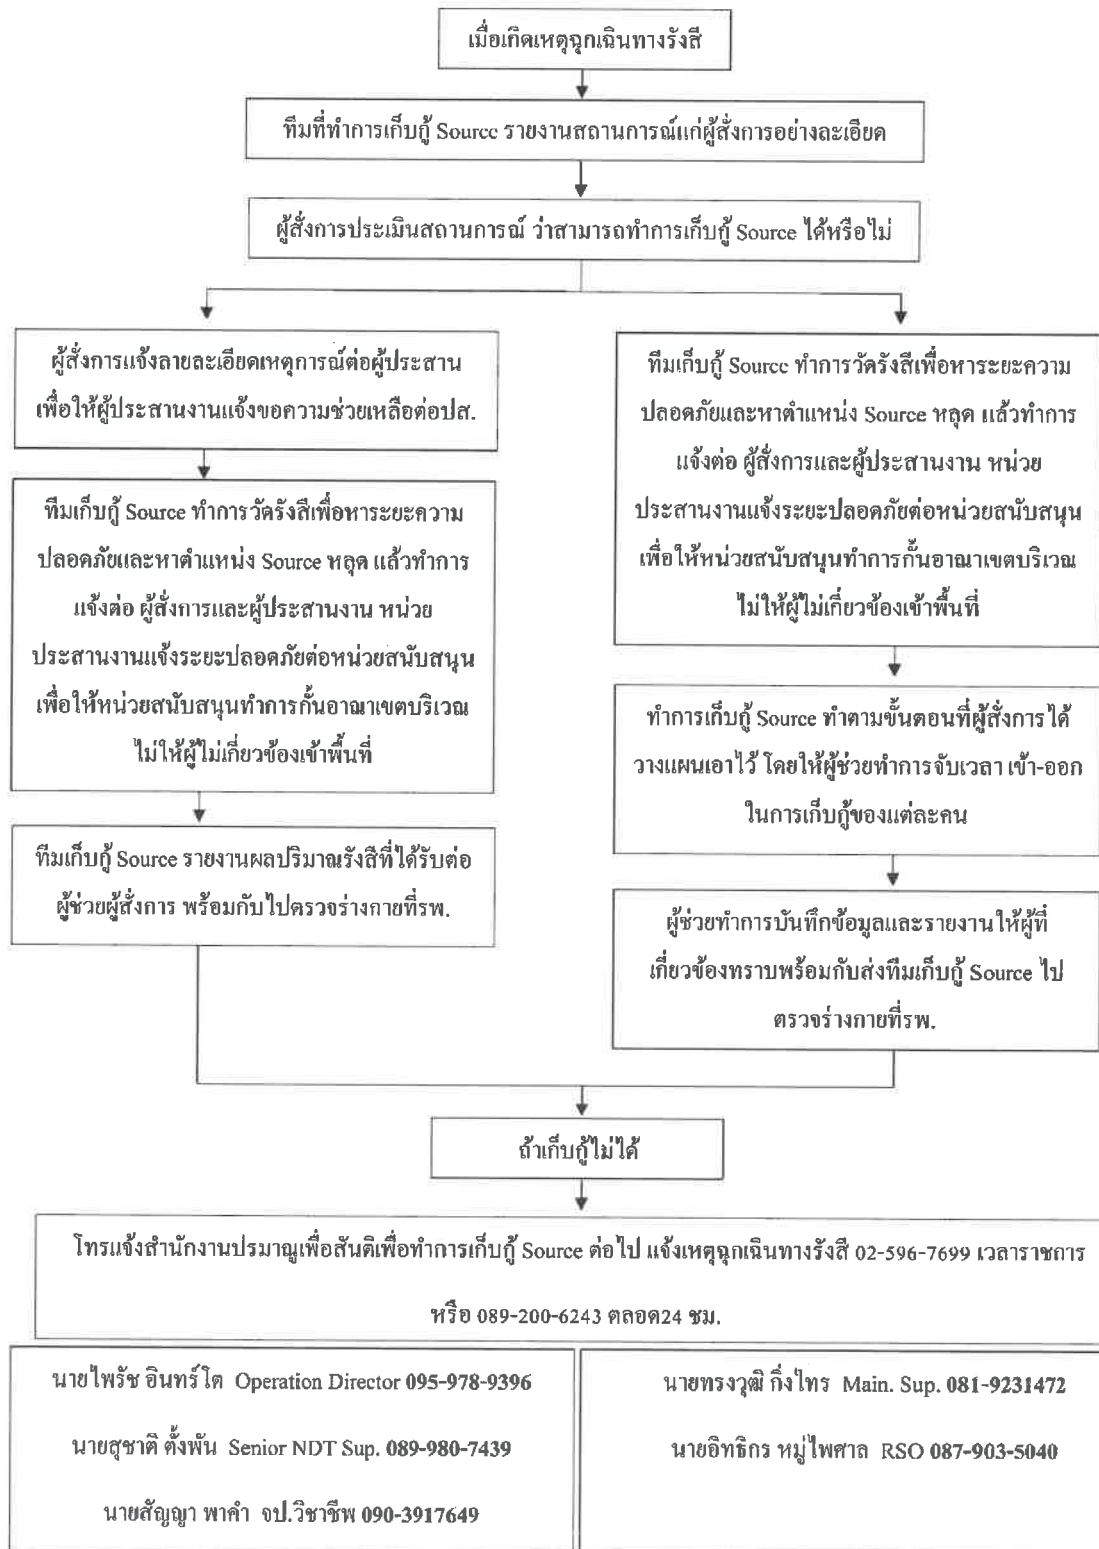 เมื่อเกิดเหตุฉุกเฉินทางรังสี
ทีมที่ทำการเก็บกู้ Source รายงานสถานการณ์แก่ผู้สั่งการอย่างละเอียด
ผู้สั่งการประเมินสถานการณ์ ว่าสามารถทำการเก็บกู้ Source ได้หรือไม่
ผู้สั่งการแจ้งลายละเอียดเหตุการณ์ต่อผู้ประสาน
เพื่อให้ผู้ประสานงานแจ้งขอความช่วยเหลือต่อปส.
ทีมเก็บกู้ Source ทำการวัดรังสีเพื่อหาระยะความ
ปลอดภัยและหาตำแหน่ง Source หลุด แล้วทำการ
แจ้งต่อ ผู้สั่งการและผู้ประสานงาน หน่วย
ประสานงานแจ้งระยะปลอดภัยต่อหน่วยสนับสนุน
เพื่อให้หน่วยสนับสนุนทำการกั้นอาณาเขตบริเวณ
ไม่ให้ผู้ไม่เกี่ยวข้องเข้าพื้นที่
ทีมเก็บกู้ Source รายงานผลปริมาณรังสีที่ได้รับต่อ
ผู้ช่วยผู้สั่งการ พร้อมกับไปตรวจร่างกายที่รพ.
ทีมเก็บกู้ Source ทำการวัดรังสีเพื่อหาระยะความ
ปลอดภัยและหาตำแหน่ง Source หลุด แล้วทำการ
แจ้งต่อ ผู้สั่งการและผู้ประสานงาน หน่วย
ประสานงานแจ้งระยะปลอดภัยต่อหน่วยสนับสนุน
เพื่อให้หน่วยสนับสนุนทำการกั้นอาณาเขตบริเวณ
ไม่ให้ผู้ไม่เกี่ยวข้องเข้าพื้นที่
ทำการเก็บกู้ Source ทำตามขั้นตอนที่ผู้สั่งการได้
วางแผนเอาไว้ โดยให้ผู้ช่วยทำการจับเวลา เข้า-ออก
ในการเก็บกู้ของแต่ละคน
ผู้ช่วยทำการบันทึกข้อมูลและรายงานให้ผู้ที่
เกี่ยวข้องทราบพร้อมกับส่งทีมเก็บกู้ Source ไป
ตรวจร่างกายที่รพ.
ถ้าเก็บกู้ไม่ได้
โทรแจ้งสำนักงานปรมาณูเพื่อสันติเพื่อทำการเก็บกู้ Source ต่อไป แจ้งเหตุฉุกเฉินทางรังสี 02-596-7699 เวลาราชการ
หรือ 089-200-6243 ตลอด24 ชม.
นายไพรัช อินทร์โต Operation Director 095-978-9396
นายสุชาติ ตั้งพัน Senior NDT Sup. 089-980-7439
นายสัญญา พาคำ จป.วิชาชีพ 090-3917649
นายทรงวุฒิ กิ่งไทร Main. Sup. 081-9231472
นายอิทธิกร หมู่ไพศาล RSO 087-903-5040